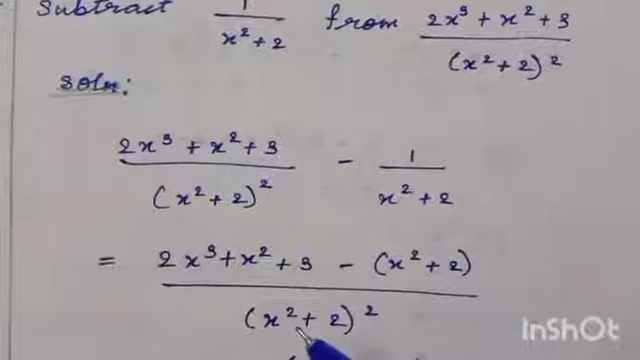 Subtract 1/(x² + 2) from (2x³ + x² + 3)/(x² + 2)²
Soln:
(2x³ + x² + 3)/(x² + 2)² - 1/(x² + 2)
= (2x³ + x² + 3 - (x² + 2))/(x² + 2)²
InShOt